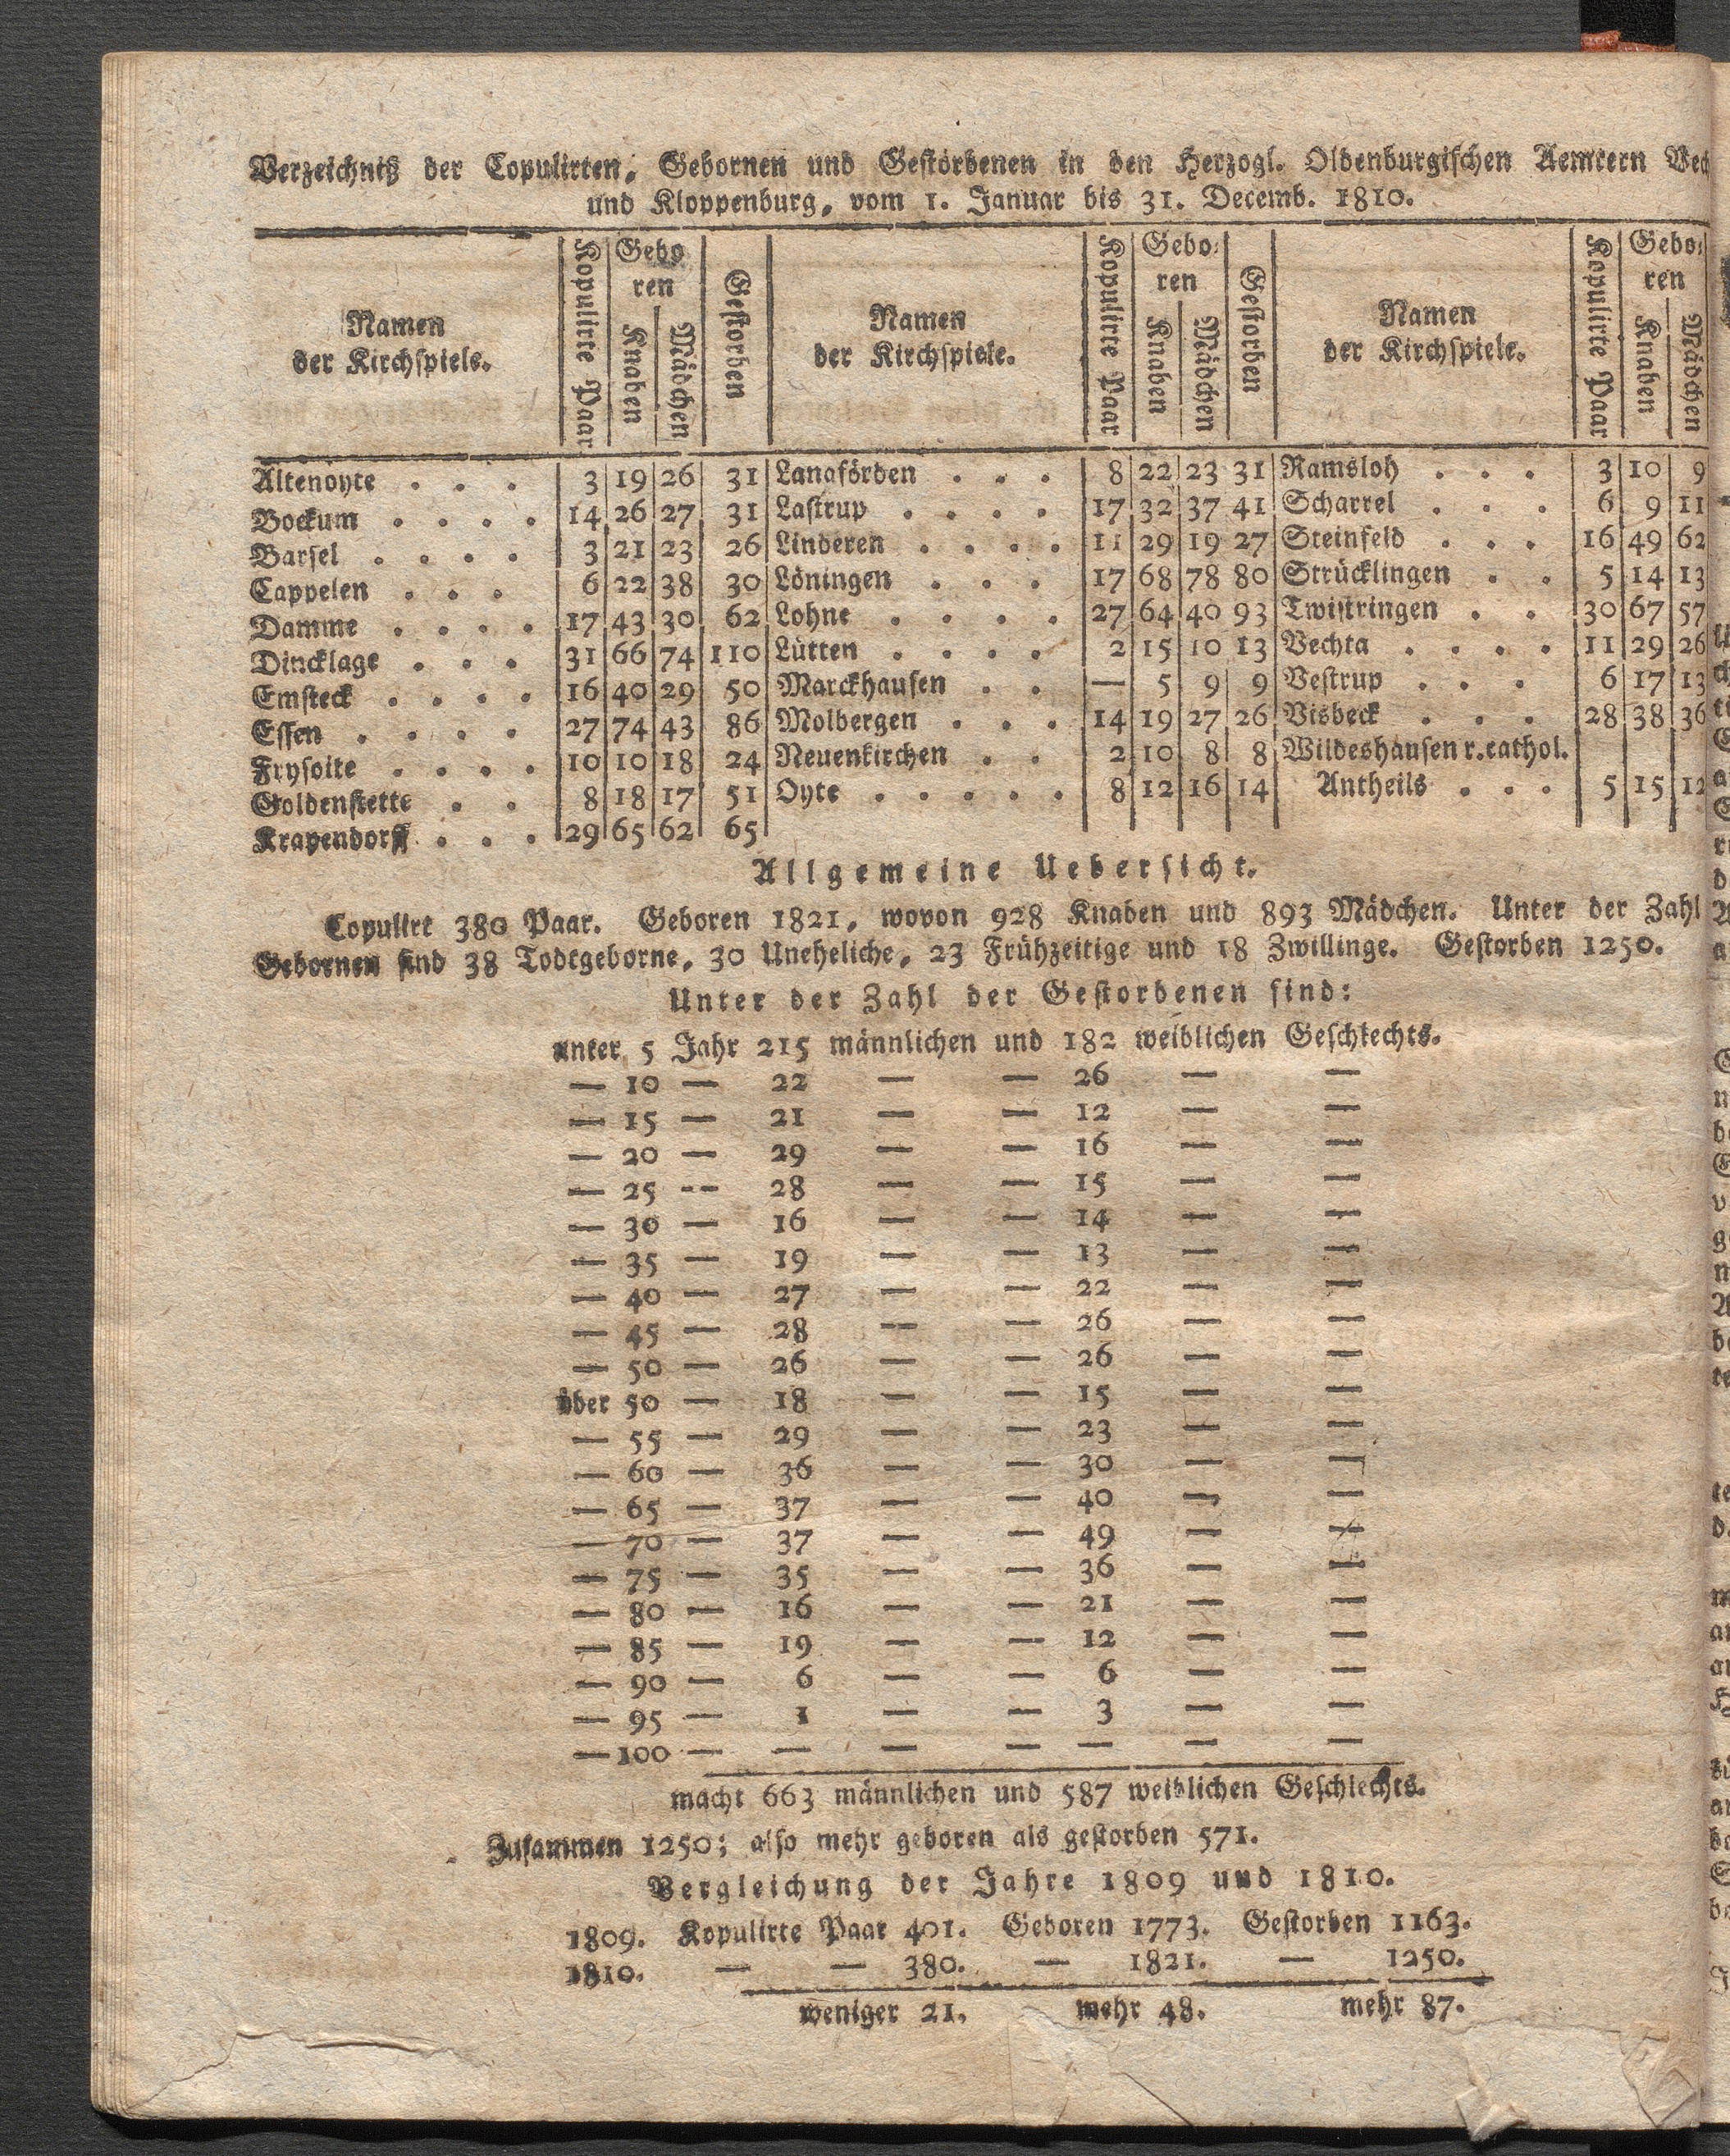 Verzeichniß der Copulirten, Gebornen und Gestorbenen in den Herzogl. Oldenburgischen Aemtern Vech
und Kloppenburg, vom 1. Januar bis 31. Decemb. 1810.
Namen der Kirchspiele. Kopulirte Paar Geboren Knaben Mädchen Gestorben Namen der Kirchspiele. Kopulirte Paar Gebo: ren Knaben Mädchen Gestorben Namen der Kirchspiele. Kopulirte Paar Gebo: ren Knaben Mädchen
Altenoyte . . . 3 19 26 31 Langförden . . . 8 22 23 31 Ramsloh . . . 3 10 9
Bockum . . . . 14 26 27 31 Lastrup . . . . 17 32 37 41 Scharrel . . . 6 9 11
Barsel . . . . 3 21 23 26 Linderen . . . . 11 29 19 27 Steinfeld . . . 16 49 62
Cappelen . . . 6 22 38 30 Löningen . . . 17 68 78 80 Strücklingen . . 5 14 13
Damme . . . . 17 43 30 62 Lohne . . . . 27 64 40 93 Twistringen . . 30 67 57
Dincklage . . . 31 66 74 110 Lütten . . . . 2 15 10 13 Vechta . . . . 11 29 26
Emsteck . . . . 16 40 29 50 Marckhausen . . — 5 9 9 Vestrup . . . 6 17 13
Essen . . . . 27 74 43 86 Molbergen . . . 14 19 27 26 Visbeck . . . 28 38 36
Frysoite . . . . 10 10 18 24 Neuenkirchen . . 2 10 8 8 Wildeshausen r. cathol.
Goldenstette . . 8 18 17 51 Oyte . . . . . 8 12 16 14 Antheils . . . 5 15 12
Krapendorff . . . 29 65 62 65
Allgemeine Uebersicht.
Copulirt 380 Paar. Geboren 1821, wovon 928 Knaben und 893 Mädchen. Unter der Zahl
Gebornen sind 38 Todtgeborne, 30 Uneheliche, 23 Frühzeitige und 18 Zwillinge. Gestorben 1250.
Unter der Zahl der Gestorbenen sind:
unter 5 Jahr 215 männlichen und 182 weiblichen Geschlechts.
— 10 — 22 — — 26 — —
— 15 — 21 — — 12 — —
— 20 — 29 — — 16 — —
— 25 — 28 — — 15 — —
— 30 — 16 — — 14 — —
— 35 — 19 — — 13 — —
— 40 — 27 — — 22 — —
— 45 — 28 — — 26 — —
— 50 — 26 — — 26 — —
über 50 — 18 — — 15 — —
— 55 — 29 — — 23 — —
— 60 — 36 — — 30 — —
— 65 — 37 — — 40 — —
— 70 — 37 — — 49 — —
— 75 — 35 — — 36 — —
— 80 — 16 — — 21 — —
— 85 — 19 — — 12 — —
— 90 — 6 — — 6 — —
— 95 — 1 — — 3 — —
— 100 — — — — — — —
macht 663 männlichen und 587 weiblichen Geschlechts.
Zusammen 1250; also mehr geboren als gestorben 571.
Vergleichung der Jahre 1809 und 1810.
1809. Kopulirte Paar 401. Geboren 1773. Gestorben 1163.
1810. — — 380. — 1821. — 1250.
weniger 21. mehr 48. mehr 87.